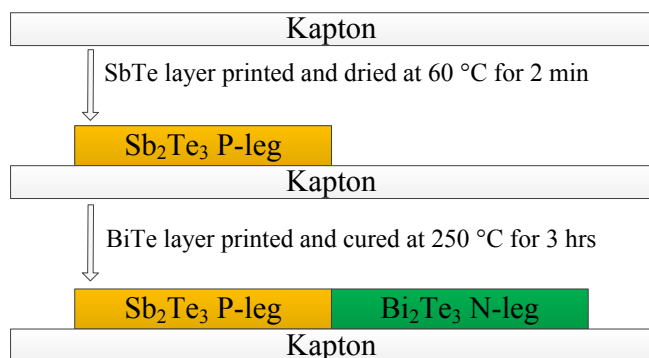 Kapton
SbTe layer printed and dried at 60 °C for 2 min
Sb₂Te₃ P-leg
Kapton
BiTe layer printed and cured at 250 °C for 3 hrs
Sb₂Te₃ P-leg Bi₂Te₃ N-leg
Kapton